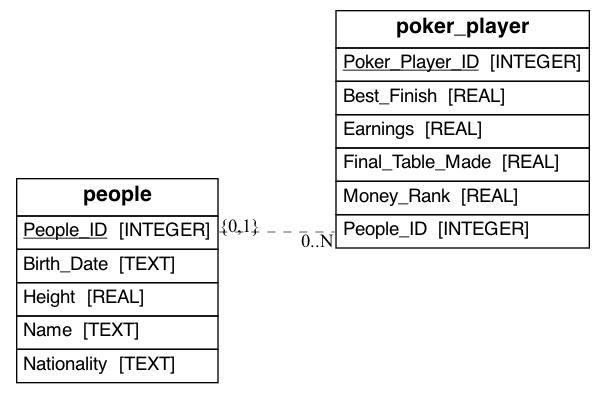 poker_player
Poker_Player_ID [INTEGER]
Best_Finish [REAL]
Earnings [REAL]
Final_Table_Made [REAL]
Money_Rank [REAL]
People_ID [INTEGER]
people
People_ID [INTEGER]
Birth_Date [TEXT]
Height [REAL]
Name [TEXT]
Nationality [TEXT]
{0,1}
0..N